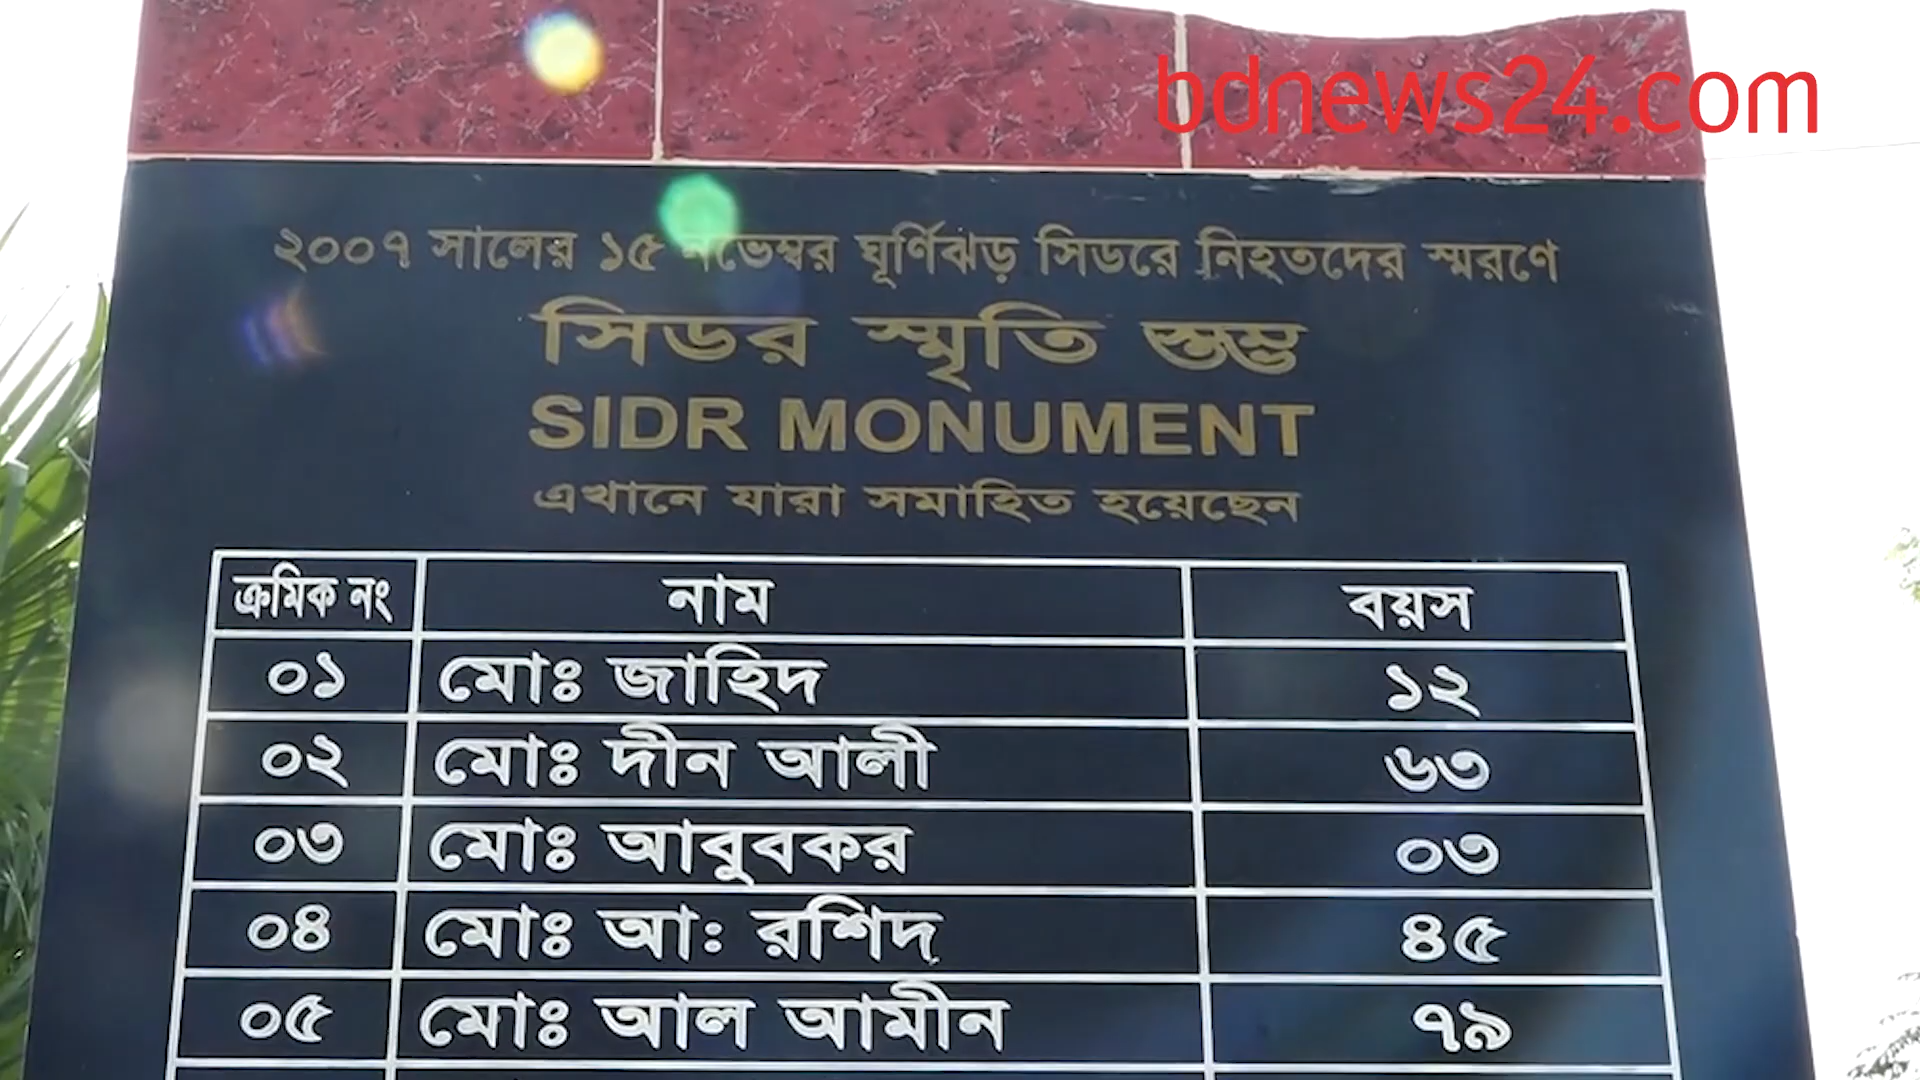 bdnews24.com
২০০৭ সালের ১৫ নভেম্বর ঘূর্ণিঝড় সিডরে নিহতদের স্মরণে
সিডর স্মৃতি স্তম্ভ
SIDR MONUMENT
এখানে যারা সমাহিত হয়েছেন
ক্রমিক নং নাম বয়স
০১ মোঃ জাহিদ ১২
০২ মোঃ দীন আলী ৬৩
০৩ মোঃ আবুবকর ০৩
০৪ মোঃ আঃ রশিদ ৪৫
০৫ মোঃ আল আমীন ৭৯